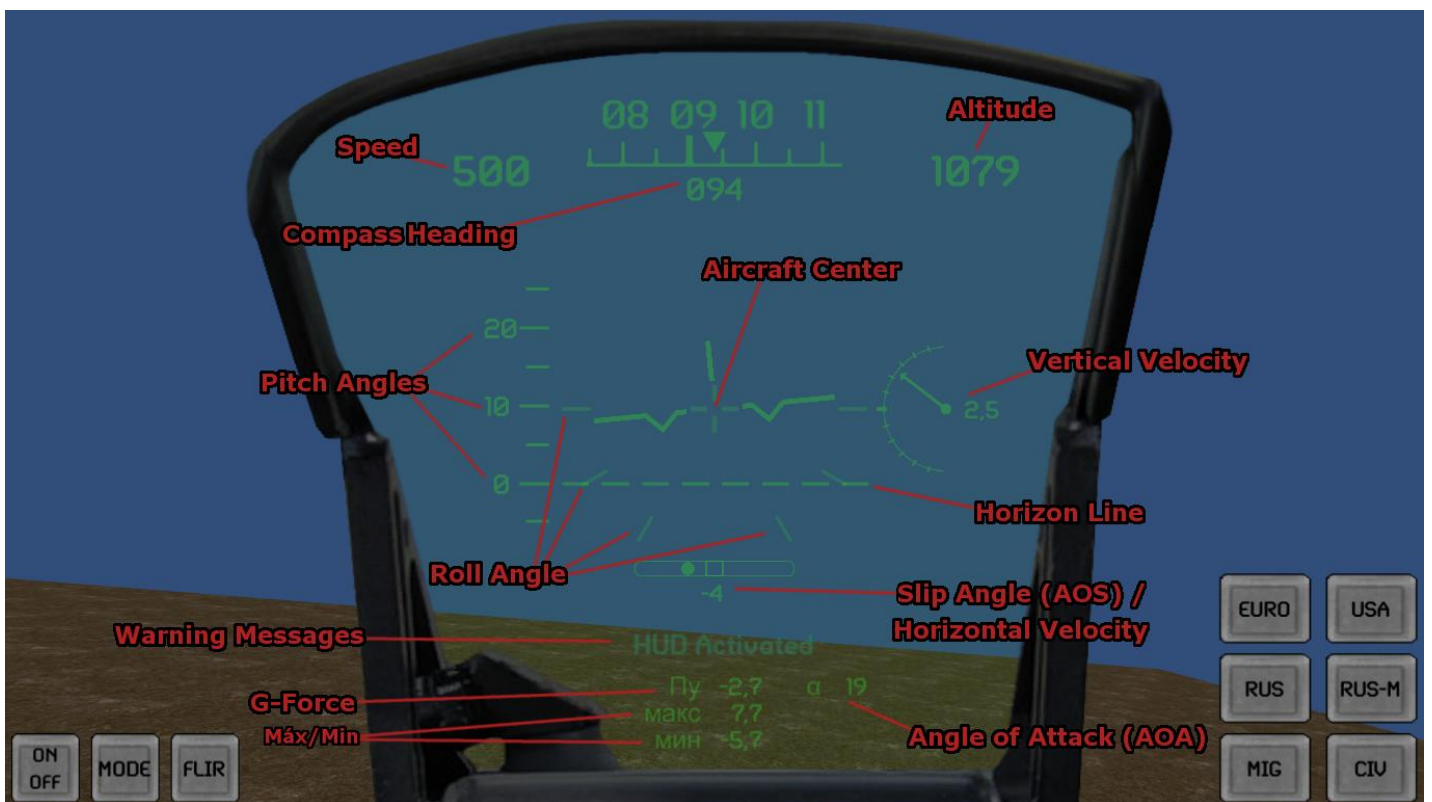 08 09 10 11
Altitude
Speed
500
1079
094
Compass Heading
Aircraft Center
20
Vertical Velocity
Pitch Angles
10
2,5
0
Horizon Line
Roll Angle
-4
Slip Angle (AOS) /
Horizontal Velocity
EURO USA
Warning Messages
HUD Activated
G-Force
Пу -2,7 α 19
RUS RUS-M
Máx/Min
макс 7,7
мин -5,7
Angle of Attack (AOA)
ON
OFF
MODE
FLIR
MIG CIV